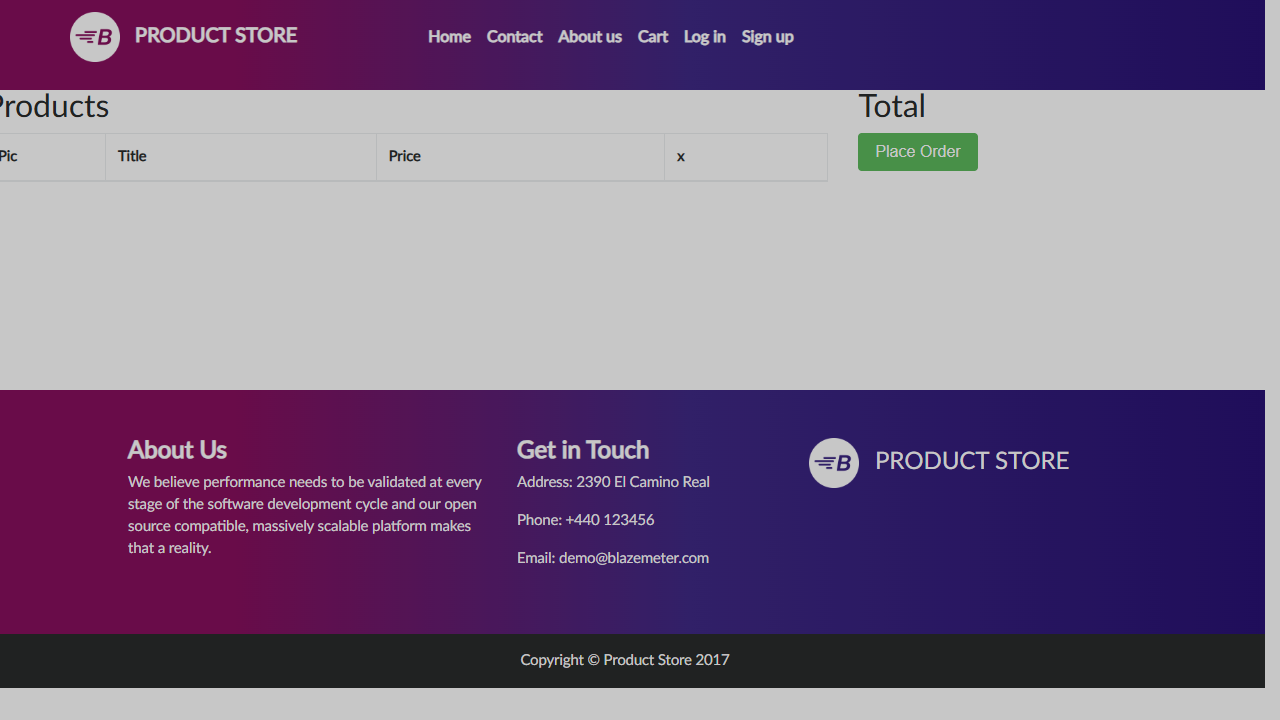 B PRODUCT STORE Home Contact About us Cart Log in Sign up
Products Total
Pic Title Price x Place Order
About Us
We believe performance needs to be validated at every
stage of the software development cycle and our open
source compatible, massively scalable platform makes
that a reality.
Get in Touch
Address: 2390 El Camino Real
Phone: +440 123456
Email: demo@blazemeter.com
B PRODUCT STORE
Copyright © Product Store 2017